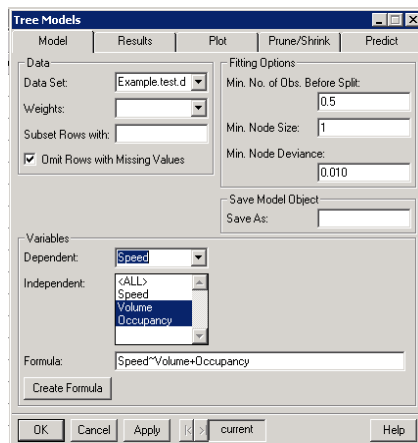 Tree Models
Model Results Plot Prune/Shrink Predict
Data
Data Set: Example.test.d
Weights:
Subset Rows with:
Omit Rows with Missing Values
Fitting Options
Min. No. of Obs. Before Split:
0.5
Min. Node Size: 1
Min. Node Deviance:
0.010
Save Model Object
Save As:
Variables
Dependent: Speed
Independent: <ALL>
Speed
Volume
Occupancy
Formula: Speed~Volume+Occupancy
Create Formula
OK Cancel Apply current Help